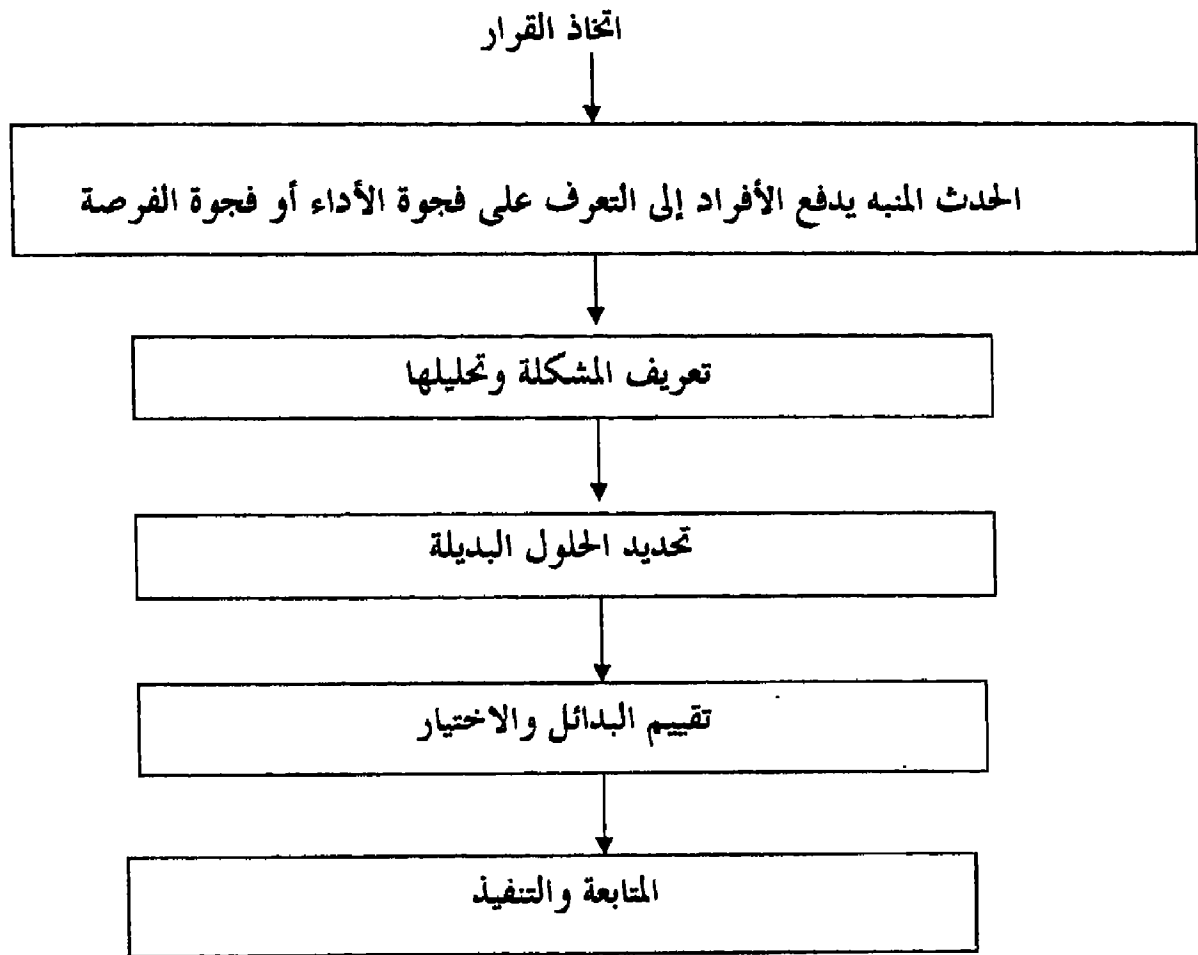 اتخاذ القرار
الحدث المنبه يدفع الأفراد إلى التعرف على فجوة الأداء أو فجوة الفرصة
تعريف المشكلة وتحليلها
تحديد الحلول البديلة
تقييم البدائل والاختيار
المتابعة والتنفيذ